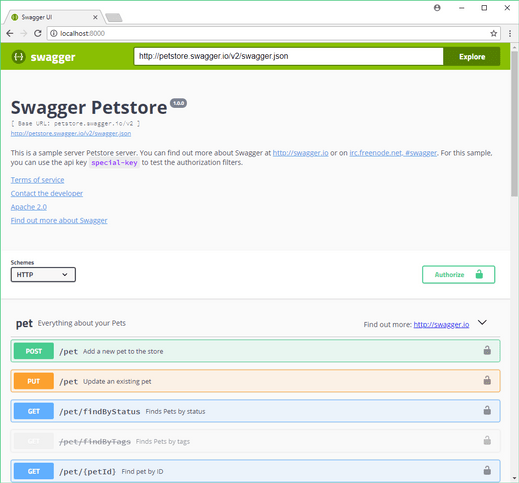 Swagger UI
localhost:8000
swagger
http://petstore.swagger.io/v2/swagger.json
Explore
Swagger Petstore 1.0.0
[ Base URL: petstore.swagger.io/v2 ]
http://petstore.swagger.io/v2/swagger.json
This is a sample server Petstore server. You can find out more about Swagger at http://swagger.io or on irc.freenode.net, #swagger. For this sample,
you can use the api key special-key to test the authorization filters.
Terms of service
Contact the developer
Apache 2.0
Find out more about Swagger
Schemes
HTTP
Authorize
pet Everything about your Pets
Find out more: http://swagger.io
POST /pet Add a new pet to the store
PUT /pet Update an existing pet
GET /pet/findByStatus Finds Pets by status
GET /pet/findByTags Finds Pets by tags
GET /pet/{petId} Find pet by ID